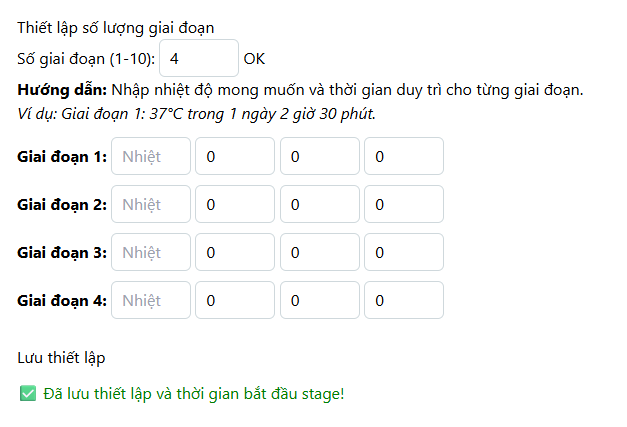 Thiết lập số lượng giai đoạn
Số giai đoạn (1-10): 4 OK
Hướng dẫn: Nhập nhiệt độ mong muốn và thời gian duy trì cho từng giai đoạn.
Ví dụ: Giai đoạn 1: 37°C trong 1 ngày 2 giờ 30 phút.
Giai đoạn 1: Nhiệt 0 0 0
Giai đoạn 2: Nhiệt 0 0 0
Giai đoạn 3: Nhiệt 0 0 0
Giai đoạn 4: Nhiệt 0 0 0
Lưu thiết lập
✅ Đã lưu thiết lập và thời gian bắt đầu stage!